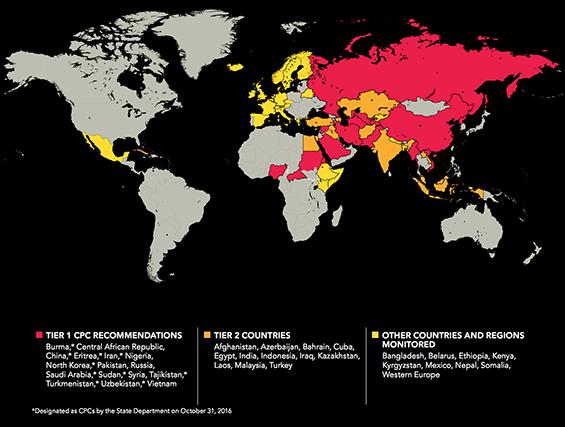 TIER 1 CPC RECOMMENDATIONS
Burma,* Central African Republic,
China,* Eritrea,* Iran,* Nigeria,
North Korea,* Pakistan, Russia,
Saudi Arabia,* Sudan,* Syria, Tajikistan,*
Turkmenistan,* Uzbekistan,* Vietnam
TIER 2 COUNTRIES
Afghanistan, Azerbaijan, Bahrain, Cuba,
Egypt, India, Indonesia, Iraq, Kazakhstan,
Laos, Malaysia, Turkey
OTHER COUNTRIES AND REGIONS
MONITORED
Bangladesh, Belarus, Ethiopia, Kenya,
Kyrgyzstan, Mexico, Nepal, Somalia,
Western Europe
*Designated as CPCs by the State Department on October 31, 2016